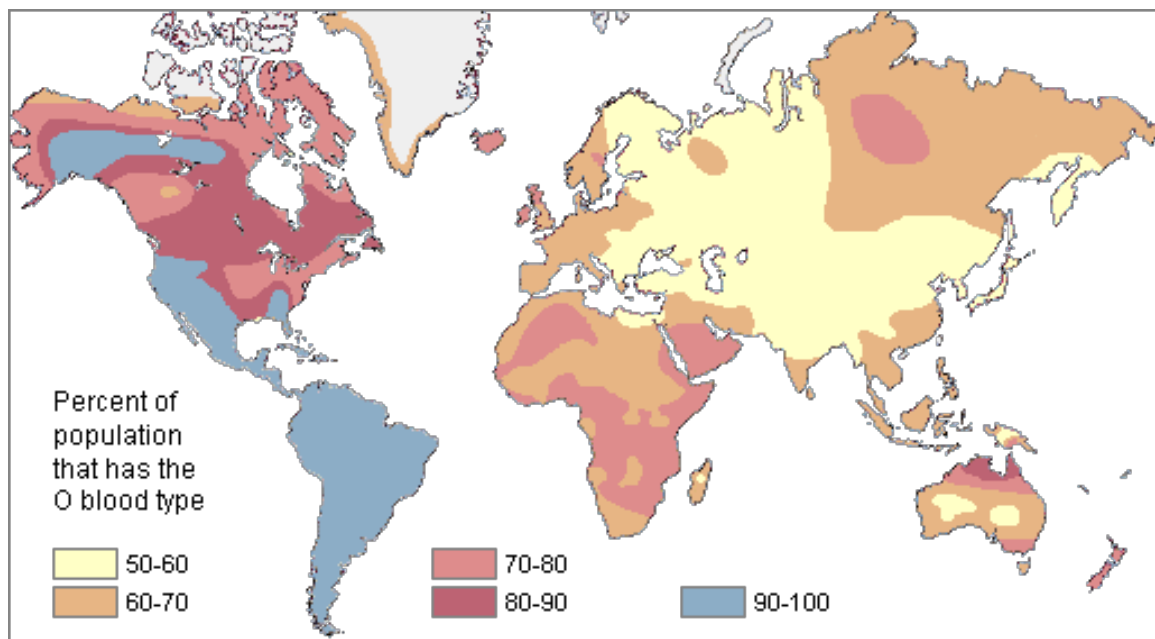 Percent of
population
that has the
O blood type
50-60
60-70
70-80
80-90
90-100